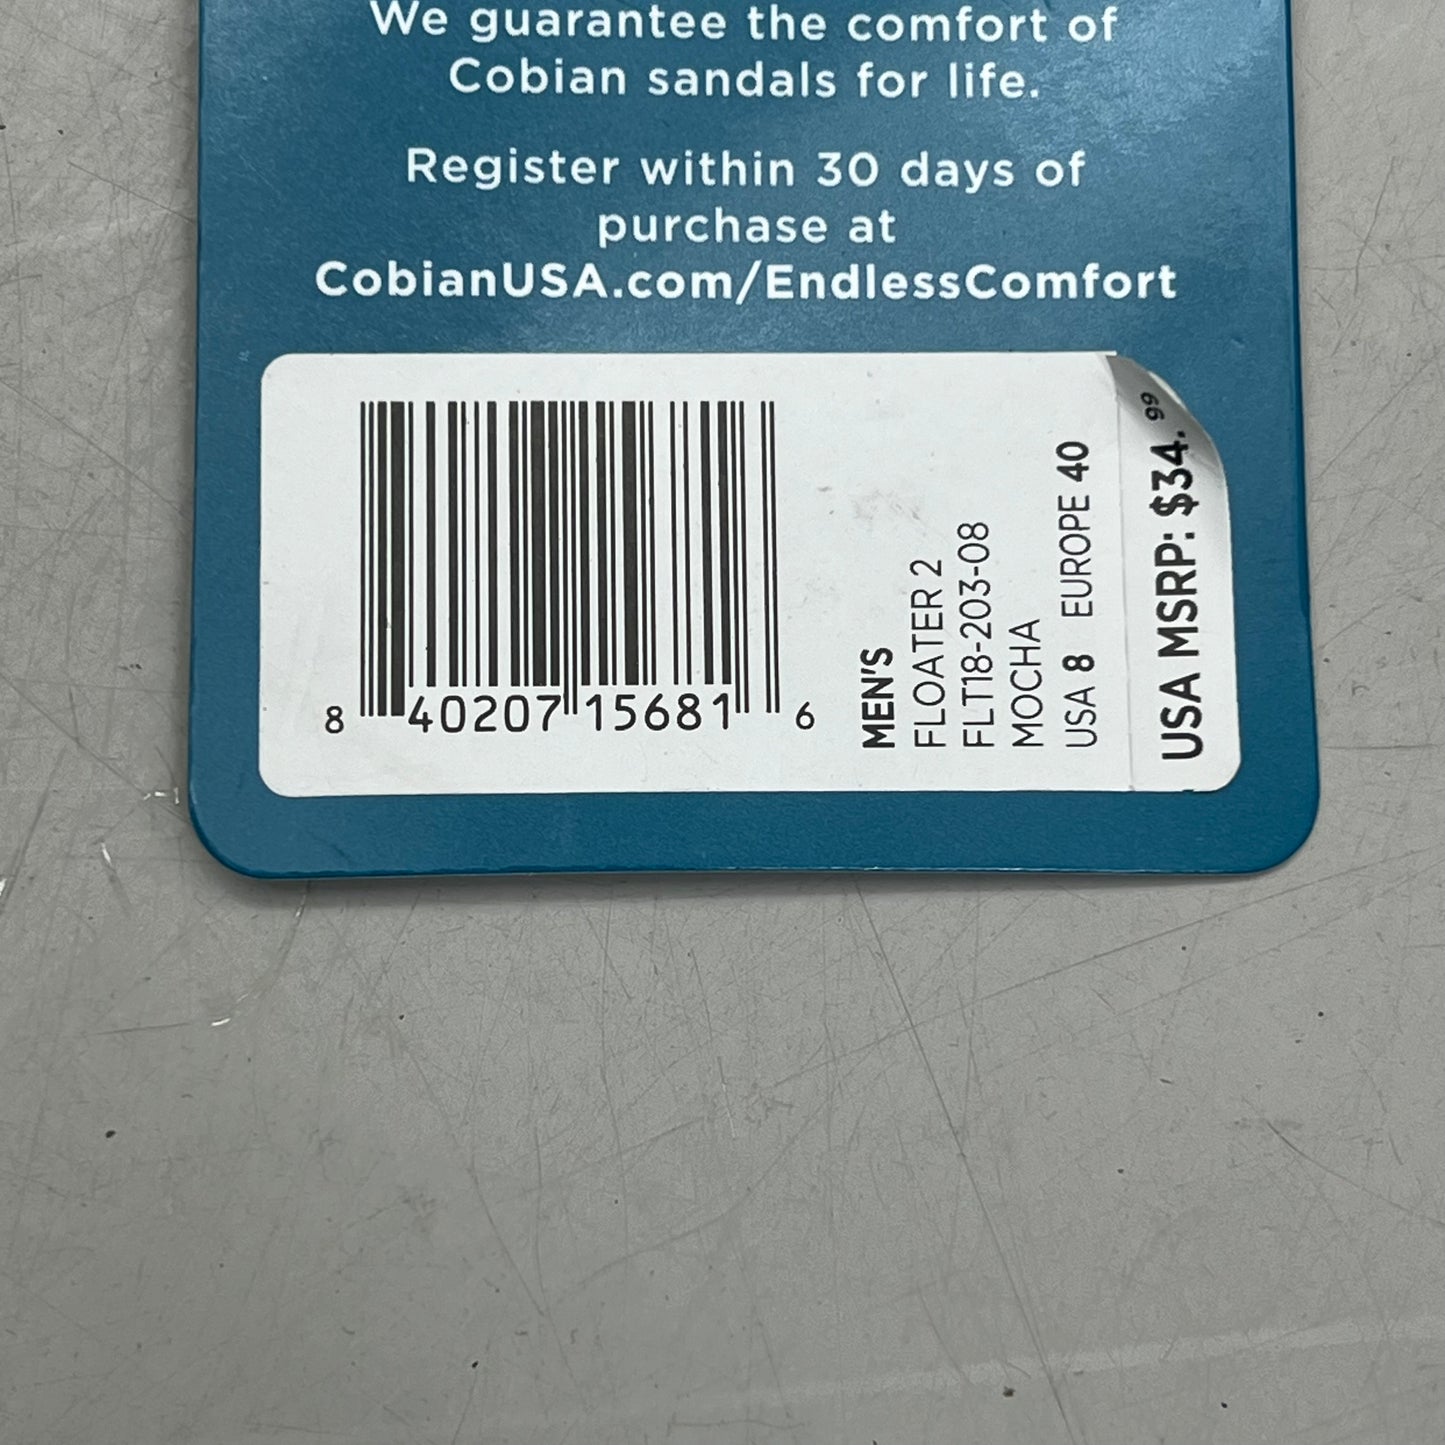 We guarantee the comfort of
Cobian sandals for life.
Register within 30 days of
purchase at
CobianUSA.com/EndlessComfort
8 40207 15681 6
MEN'S
FLOATER 2
FLT18-203-08
MOCHA
USA 8 EUROPE 40
USA MSRP: $34.99